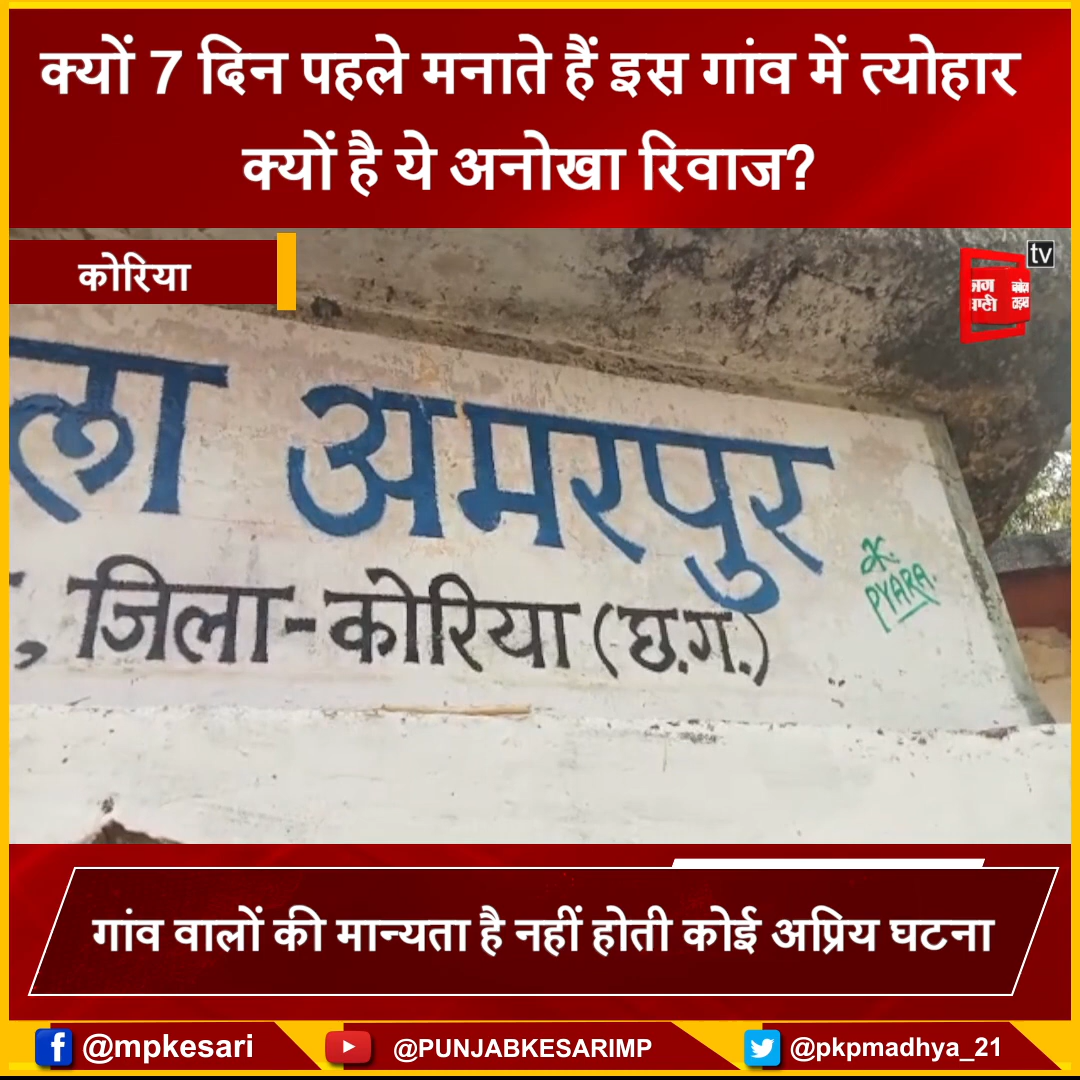 क्यों 7 दिन पहले मनाते हैं इस गांव में त्योहार
क्यों है ये अनोखा रिवाज?
कोरिया
tv
ला अमरपुर
, जिला-कोरिया (छ.ग.)
K.
PYARA.
गांव वालों की मान्यता है नहीं होती कोई अप्रिय घटना
@mpkesari
@PUNJABKESARIMP
@pkpmadhya_21